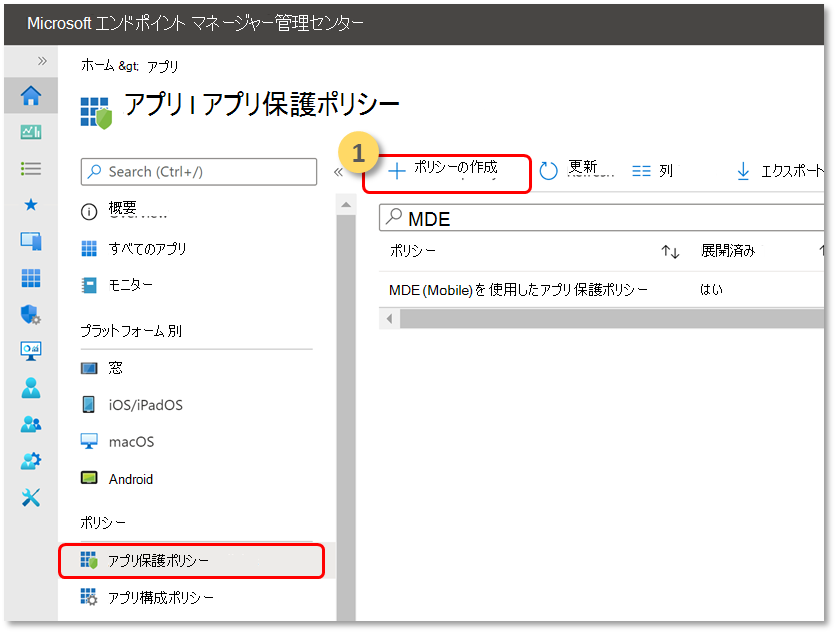 Microsoft エンドポイント マネージャー管理センター
ホーム &gt; アプリ
アプリ | アプリ保護ポリシー
Search (Ctrl+/)
概要
すべてのアプリ
モニター
プラットフォーム別
窓
iOS/iPadOS
macOS
Android
ポリシー
アプリ保護ポリシー
アプリ構成ポリシー
1
ポリシーの作成
更新
列
エクスポート
MDE
ポリシー
展開済み
MDE (Mobile)を使用したアプリ保護ポリシー
はい